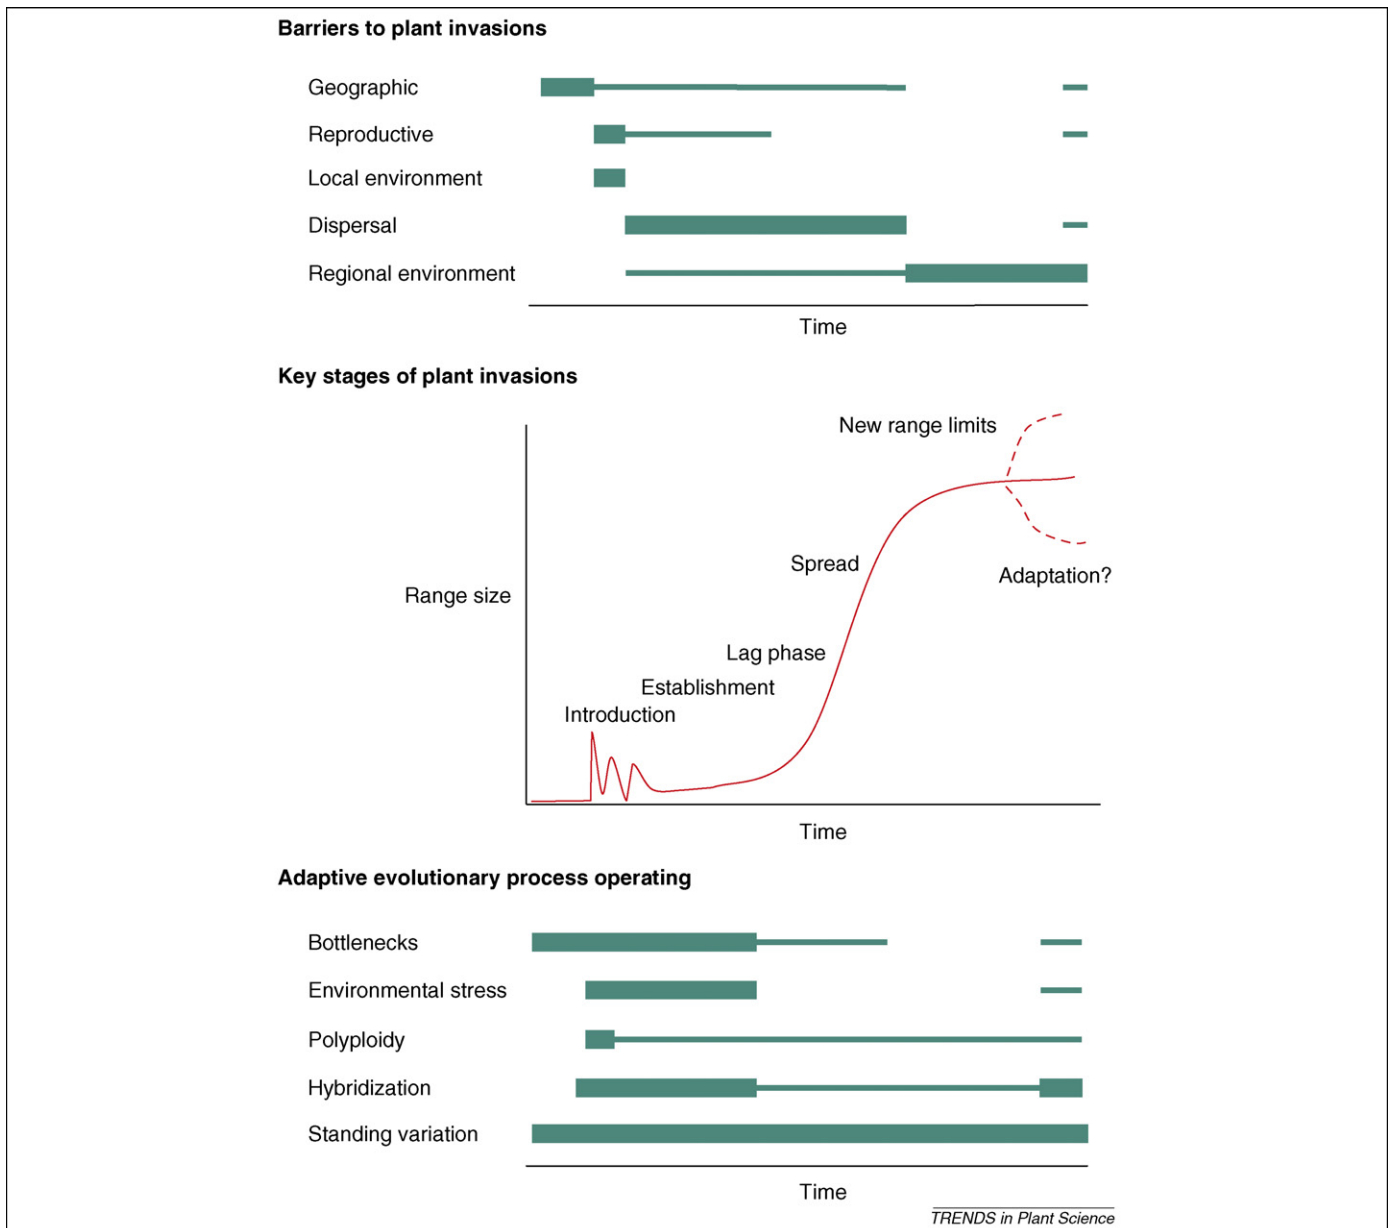 Barriers to plant invasions
Geographic
Reproductive
Local environment
Dispersal
Regional environment
Time
Key stages of plant invasions
New range limits
Spread
Adaptation?
Range size
Lag phase
Establishment
Introduction
Time
Adaptive evolutionary process operating
Bottlenecks
Environmental stress
Polyploidy
Hybridization
Standing variation
Time
TRENDS in Plant Science